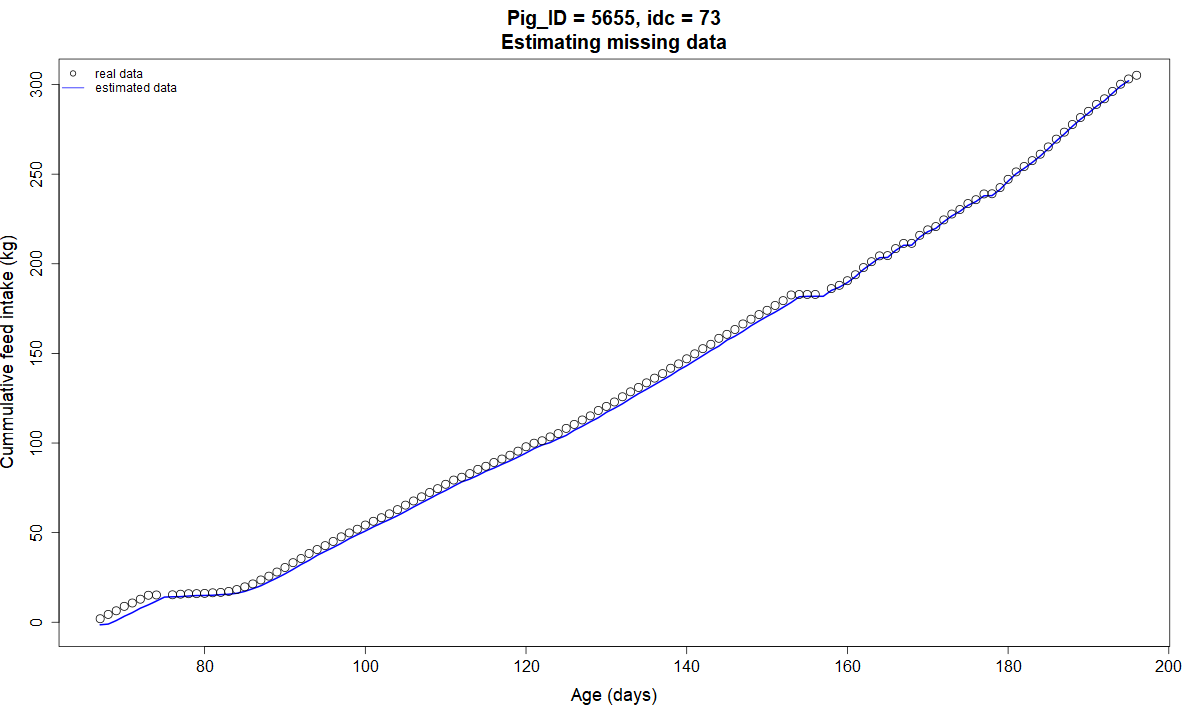 Pig_ID = 5655, idc = 73
Estimating missing data
real data
estimated data
Cummulative feed intake (kg)
300
250
200
150
100
50
0
80 100 120 140 160 180 200
Age (days)